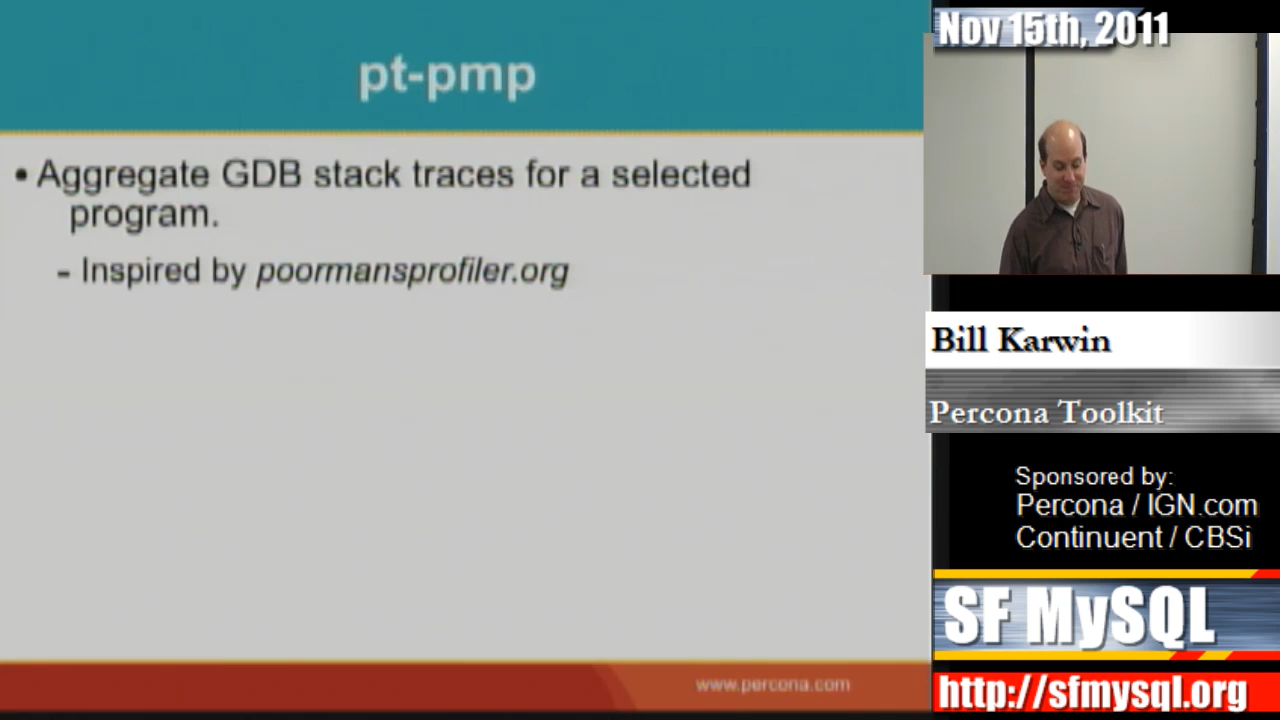 pt-pmp
• Aggregate GDB stack traces for a selected
program.
- Inspired by poormansprofiler.org
www.percona.com
Nov 15th, 2011
Bill Karwin
Percona Toolkit
Sponsored by:
Percona / IGN.com
Continuent / CBSi
SF MySQL
http://sfmysql.org